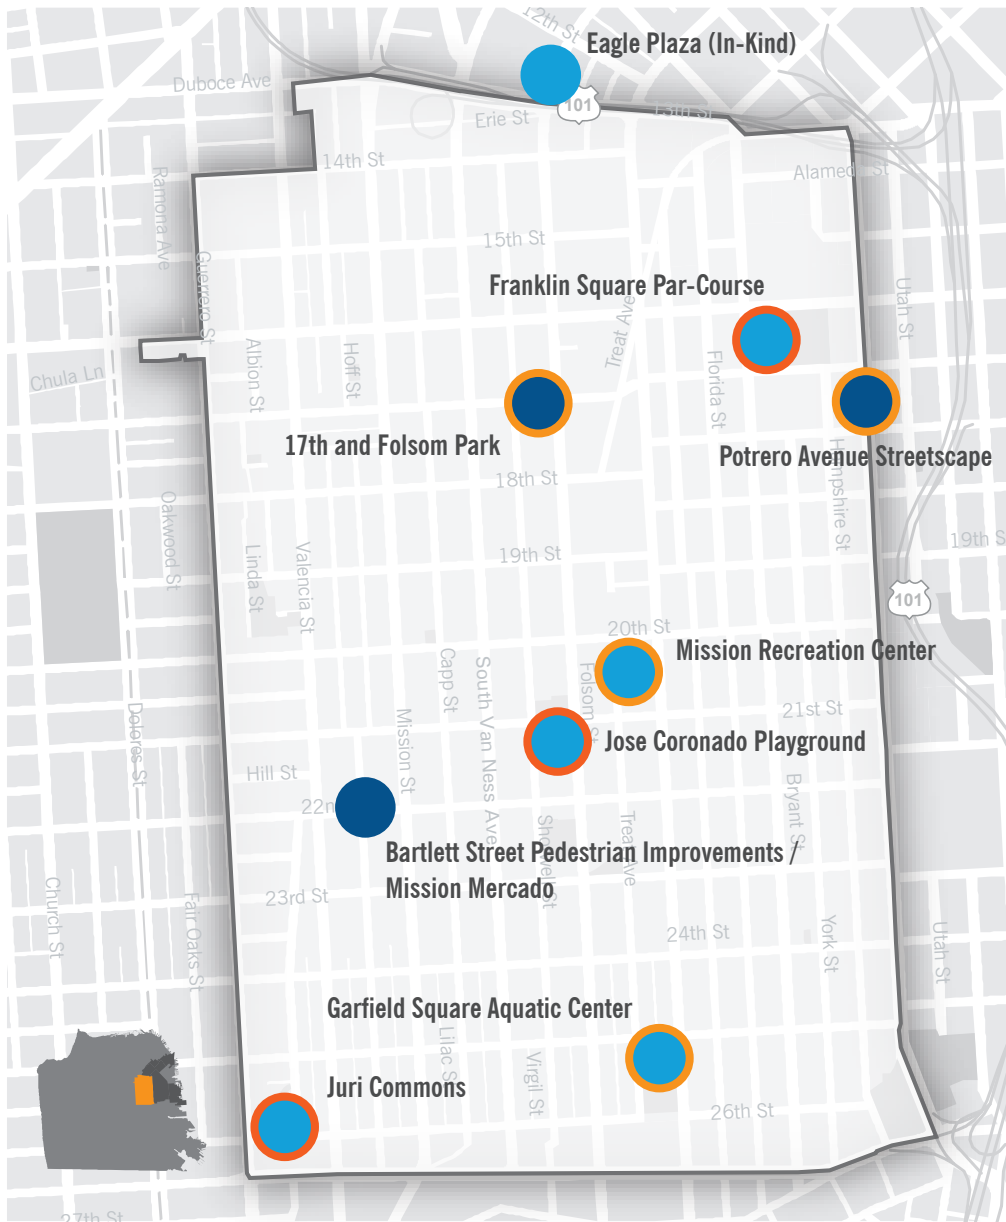 12th St
Eagle Plaza (In-Kind)
Duboce Ave
101
13th St
Erie St
14th St
Alameda St
Ramona Ave
15th St
Guerrero St
Utah St
Franklin Square Par-Course
Treat Ave
Albion St
Hoff St
Florida St
Chula Ln
17th and Folsom Park
Potrero Avenue Streetscape
Hampshire St
18th St
Oakwood St
19th St
19th S
Linda St
Valencia St
101
20th St
Mission Recreation Center
Capp St
South Van Ness Ave
Folsom St
21st St
Dolores St
Mission St
Jose Coronado Playground
Hill St
Bryant St
22n
Shotwell St
Treat Ave
Bartlett Street Pedestrian Improvements /
Mission Mercado
Church St
Fair Oaks St
23rd St
24th St
York St
Utah St
Garfield Square Aquatic Center
Lilac S
Virgil St
Juri Commons
26th St
27th St